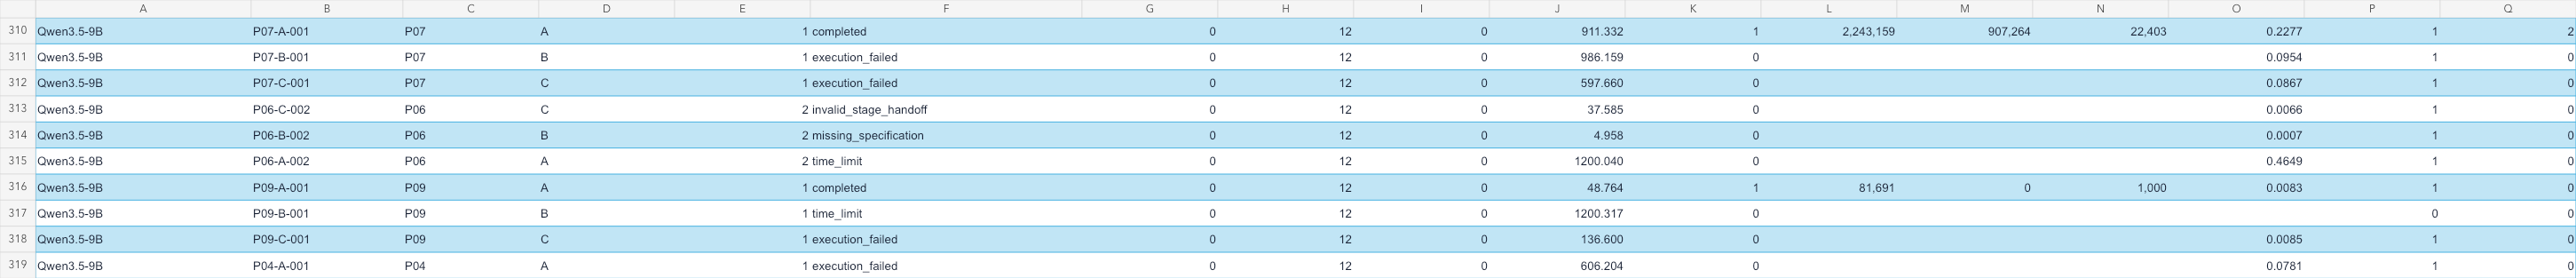 A B C D E F G H I J K L M N O P Q
310 Qwen3.5-9B P07-A-001 P07 A 1 completed 0 12 0 911.332 1 2,243,159 907,264 22,403 0.2277 1 2
311 Qwen3.5-9B P07-B-001 P07 B 1 execution_failed 0 12 0 986.159 0 0.0954 1 0
312 Qwen3.5-9B P07-C-001 P07 C 1 execution_failed 0 12 0 597.660 0 0.0867 1 0
313 Qwen3.5-9B P06-C-002 P06 C 2 invalid_stage_handoff 0 12 0 37.585 0 0.0066 1 0
314 Qwen3.5-9B P06-B-002 P06 B 2 missing_specification 0 12 0 4.958 0 0.0007 1 0
315 Qwen3.5-9B P06-A-002 P06 A 2 time_limit 0 12 0 1200.040 0 0.4649 1 0
316 Qwen3.5-9B P09-A-001 P09 A 1 completed 0 12 0 48.764 1 81,691 0 1,000 0.0083 1 0
317 Qwen3.5-9B P09-B-001 P09 B 1 time_limit 0 12 0 1200.317 0 0 0
318 Qwen3.5-9B P09-C-001 P09 C 1 execution_failed 0 12 0 136.600 0 0.0085 1 0
319 Qwen3.5-9B P04-A-001 P04 A 1 execution_failed 0 12 0 606.204 0 0.0781 1 0